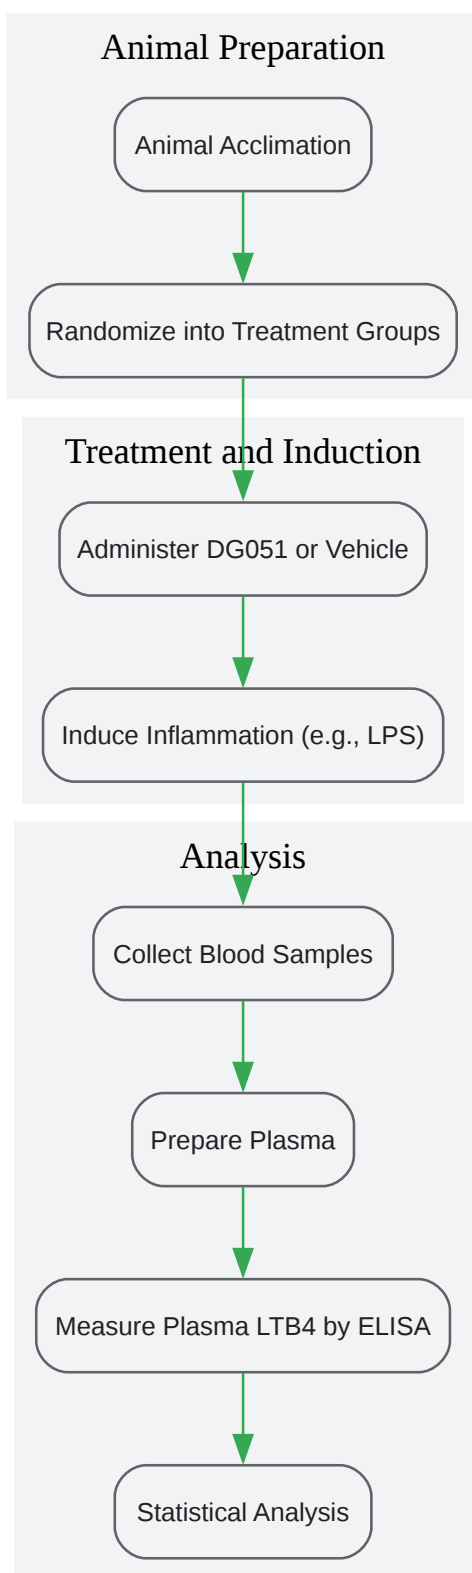 Animal Preparation
Animal Acclimation
Randomize into Treatment Groups
Treatment and Induction
Administer DG051 or Vehicle
Induce Inflammation (e.g., LPS)
Analysis
Collect Blood Samples
Prepare Plasma
Measure Plasma LTB4 by ELISA
Statistical Analysis